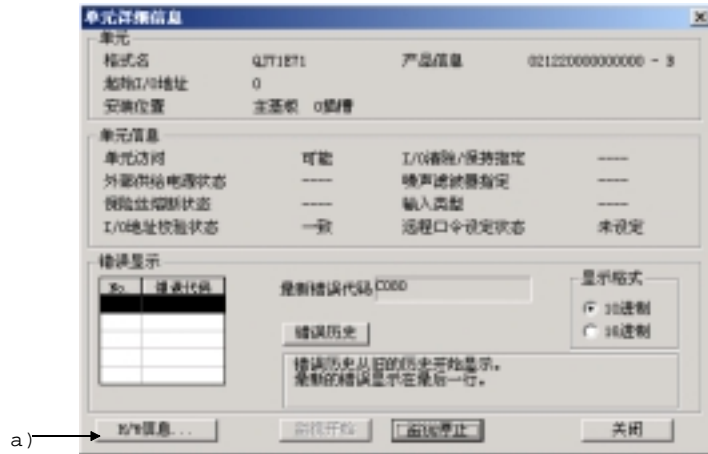 单元详细信息
单元
格式名 QJ71E71 产品信息 021220000000000 - B
起始I/O地址 0
安装位置 主基板 0插槽
单元信息
单元访问 可能 I/O清除/保持指定 ----
外部供给电源状态 ---- 噪声滤波器指定 ----
保险丝熔断状态 ---- 输入类型 ----
I/O地址校验状态 一致 远程口令设定状态 未设定
错误显示
No. 错误代码
最新错误代码 C080
显示格式
10进制
16进制
错误历史
错误历史从旧的历史开始显示。
最新的错误显示在最后一行。
a)
H/W信息... 监视开始 监视停止 关闭